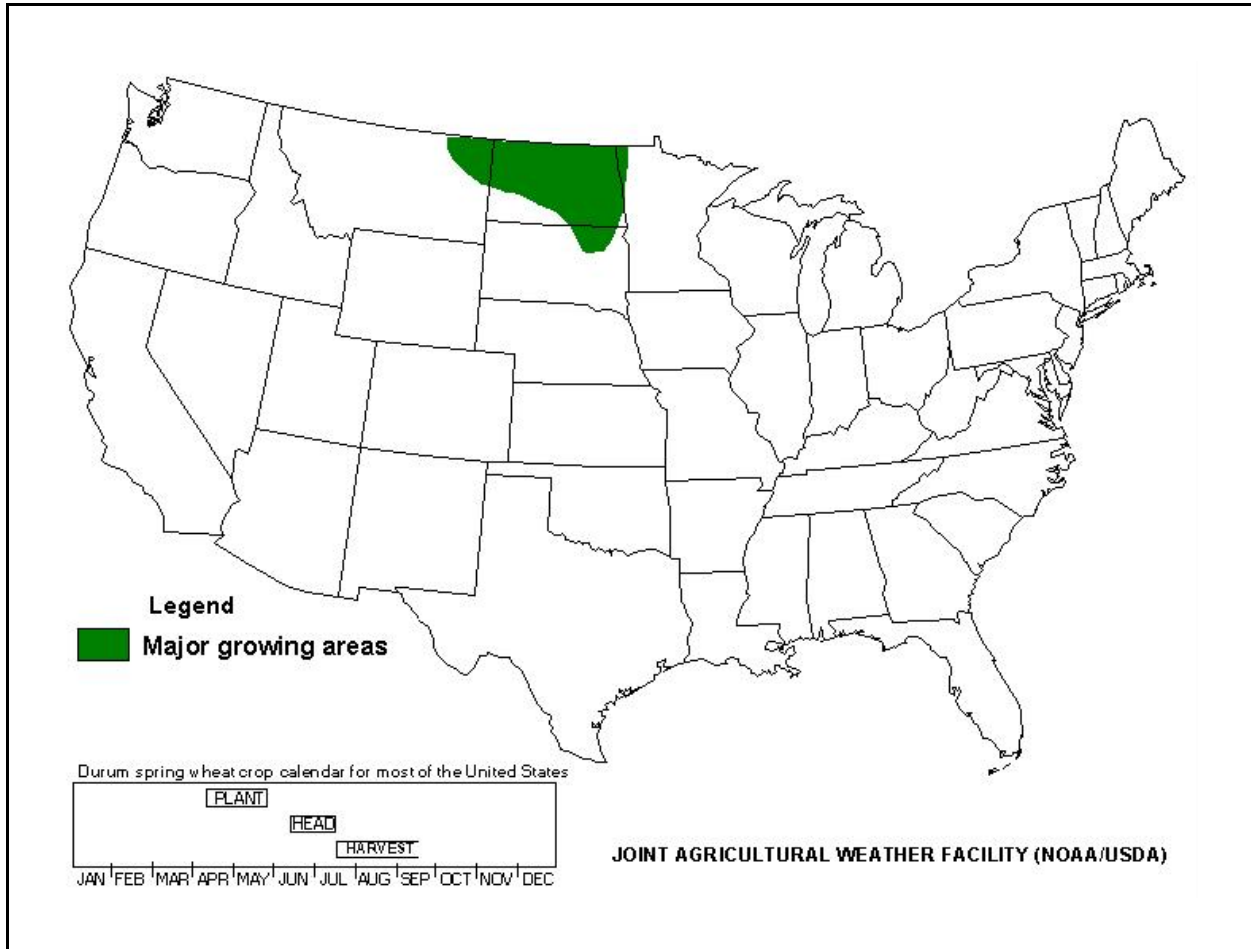 Legend
Major growing areas
Durum spring wheat crop calendar for most of the United States
PLANT
HEAD
HARVEST
JAN FEB MAR APR MAY JUN JUL AUG SEP OCT NOV DEC
JOINT AGRICULTURAL WEATHER FACILITY (NOAA/USDA)